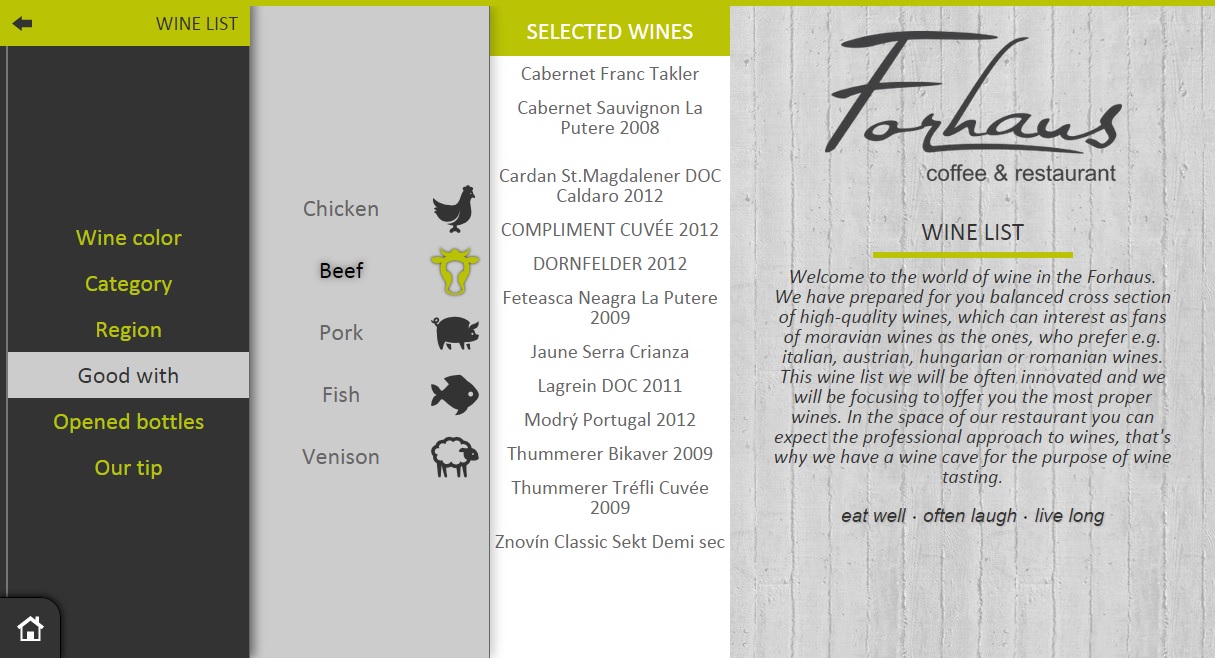 WINE LIST
Wine color
Category
Region
Good with
Opened bottles
Our tip
Chicken
Beef
Pork
Fish
Venison
SELECTED WINES
Cabernet Franc Takler
Cabernet Sauvignon La
Putere 2008
Cardan St.Magdalener DOC
Caldaro 2012
COMPLIMENT CUVÉE 2012
DORNFELDER 2012
Feteasca Neagra La Putere
2009
Jaune Serra Crianza
Lagrein DOC 2011
Modrý Portugal 2012
Thummerer Bikaver 2009
Thummerer Tréfli Cuvée
2009
Znovín Classic Sekt Demi sec
Forhaus
coffee & restaurant
WINE LIST
Welcome to the world of wine in the Forhaus.
We have prepared for you balanced cross section
of high-quality wines, which can interest as fans
of moravian wines as the ones, who prefer e.g.
italian, austrian, hungarian or romanian wines.
This wine list we will be often innovated and we
will be focusing to offer you the most proper
wines. In the space of our restaurant you can
expect the professional approach to wines, that's
why we have a wine cave for the purpose of wine
tasting.
eat well · often laugh · live long